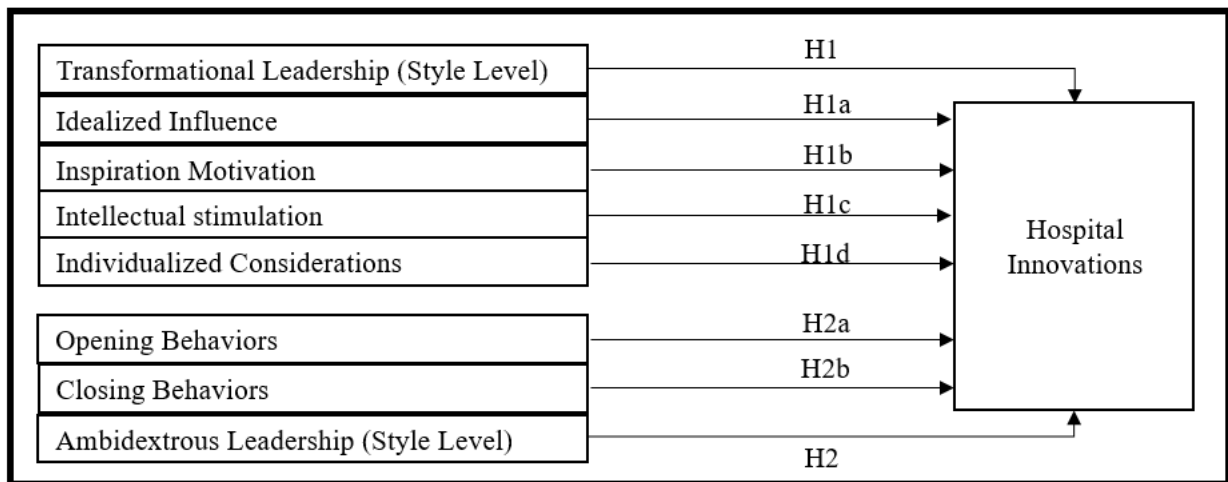 Transformational Leadership (Style Level)
H1
Idealized Influence
H1a
Inspiration Motivation
H1b
Intellectual stimulation
H1c
Individualized Considerations
H1d
Hospital
Innovations
Opening Behaviors
H2a
Closing Behaviors
H2b
Ambidextrous Leadership (Style Level)
H2